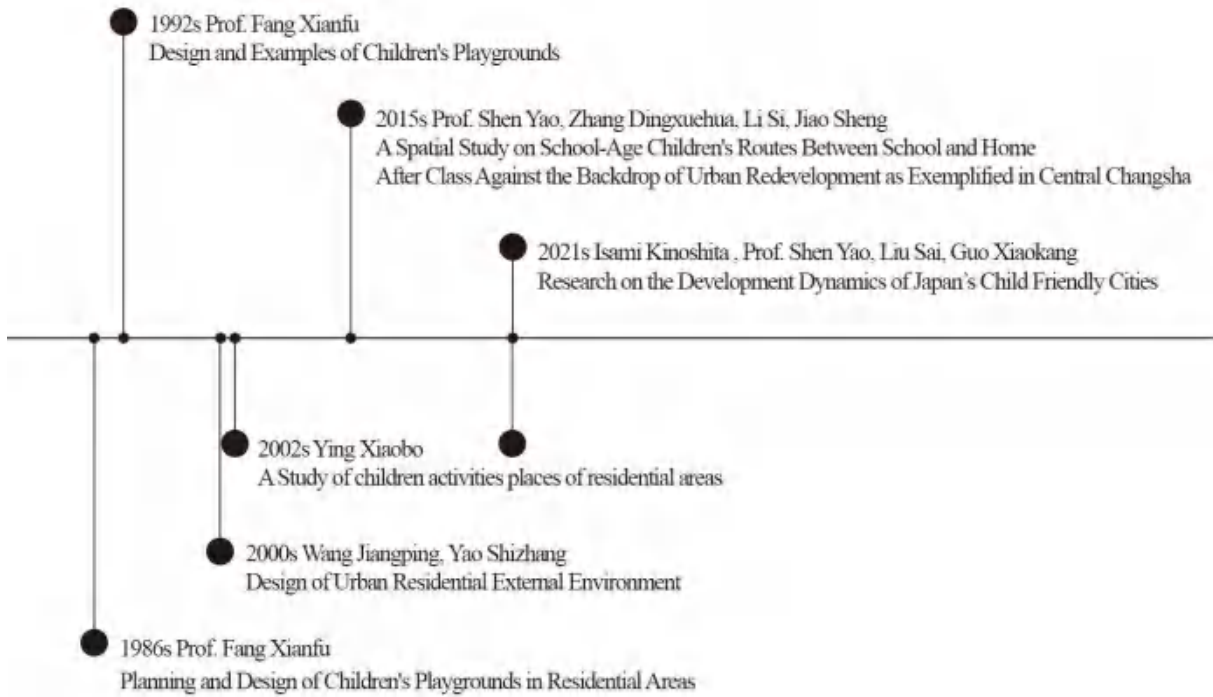 1992s Prof. Fang Xianfu
Design and Examples of Children's Playgrounds
2015s Prof. Shen Yao, Zhang Dingxuehua, Li Si, Jiao Sheng
A Spatial Study on School-Age Children's Routes Between School and Home
After Class Against the Backdrop of Urban Redevelopment as Exemplified in Central Changsha
2021s Isami Kinoshita , Prof. Shen Yao, Liu Sai, Guo Xiaokang
Research on the Development Dynamics of Japan's Child Friendly Cities
2002s Ying Xiaobo
A Study of children activities places of residential areas
2000s Wang Jiangping, Yao Shizhang
Design of Urban Residential External Environment
1986s Prof. Fang Xianfu
Planning and Design of Children's Playgrounds in Residential Areas